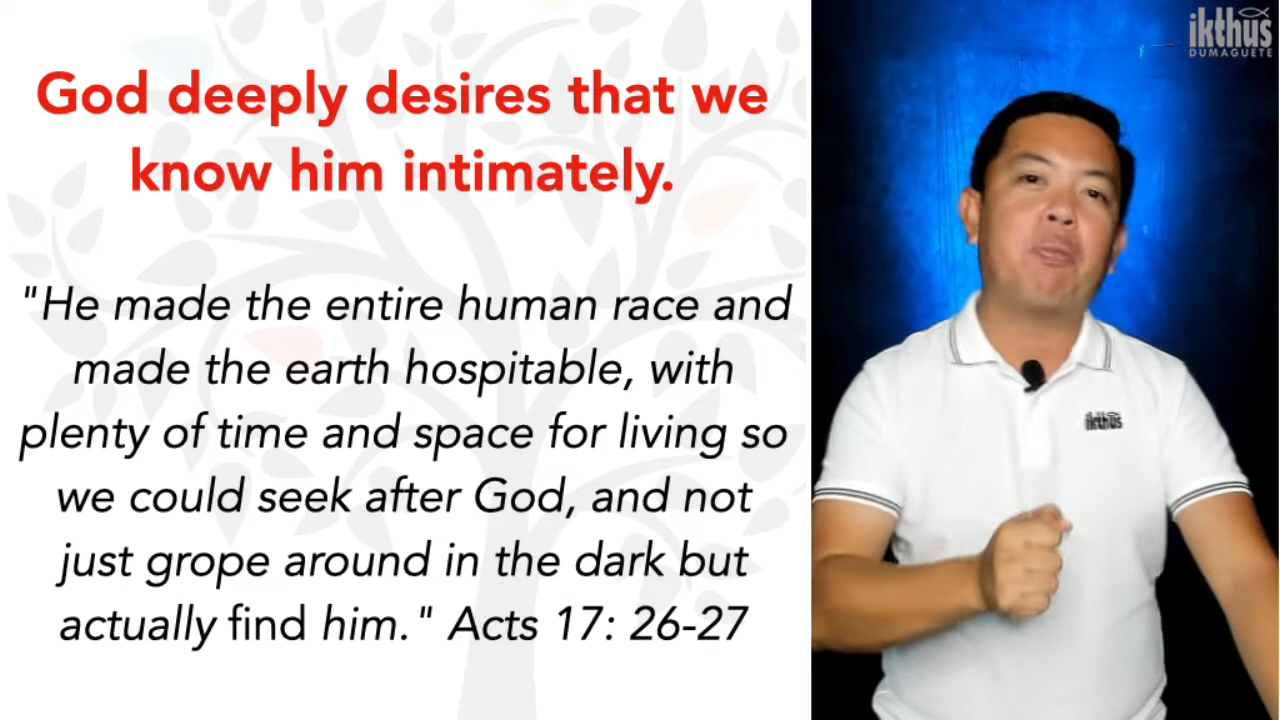 God deeply desires that we
know him intimately.
"He made the entire human race and
made the earth hospitable, with
plenty of time and space for living so
we could seek after God, and not
just grope around in the dark but
actually find him." Acts 17: 26-27
ikthus
DUMAGUETE
ikthus